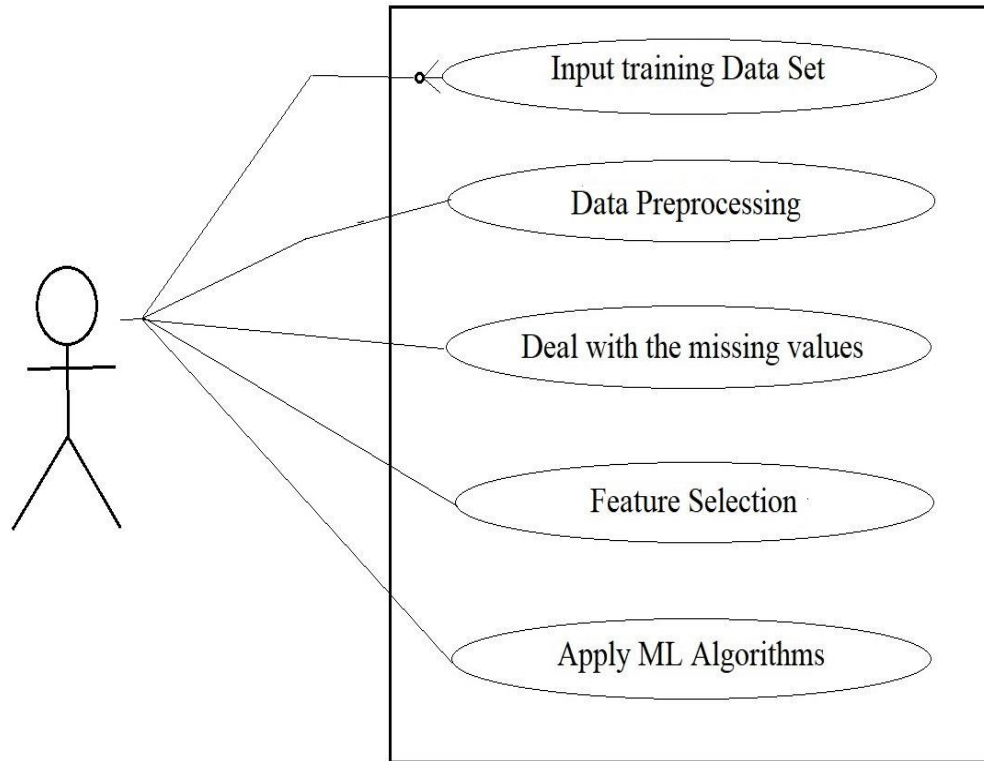 Input training Data Set
Data Preprocessing
Deal with the missing values
Feature Selection
Apply ML Algorithms